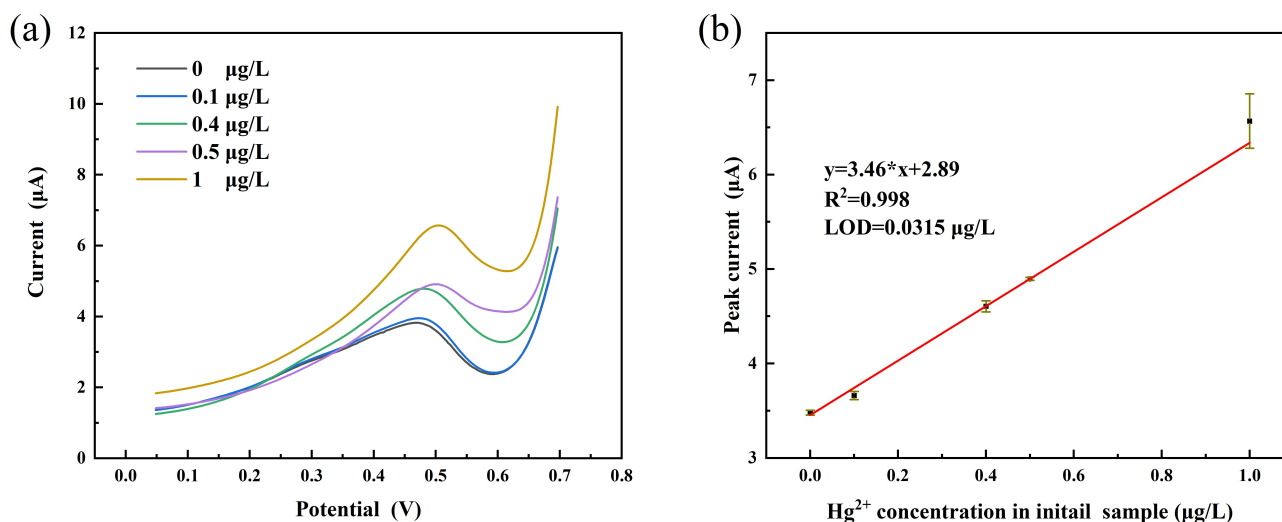 (a)
12
10
8
6
4
2
0
0 μg/L
0.1 μg/L
0.4 μg/L
0.5 μg/L
1 μg/L
Current (μA)
0.0 0.1 0.2 0.3 0.4 0.5 0.6 0.7 0.8
Potential (V)
(b)
7
6
5
4
3
y=3.46*x+2.89
R²=0.998
LOD=0.0315 μg/L
Peak current (μA)
0.0 0.2 0.4 0.6 0.8 1.0
Hg²⁺ concentration in initail sample (μg/L)